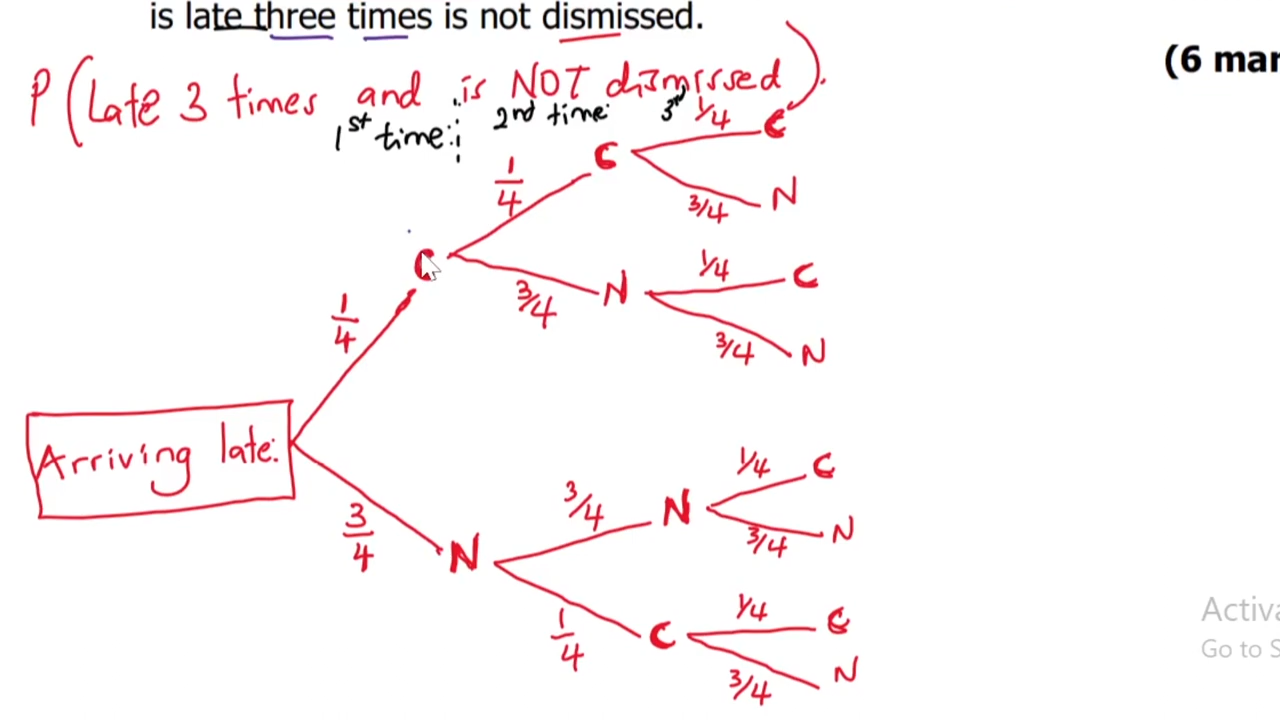 is late three times is not dismissed.
(6 mar
P(Late 3 times and is NOT dismissed).
1st time: 2nd time: 3rd
1/4 C
1/4 C
3/4 N
C
3/4 N 1/4 C
3/4 N
1/4
Arriving late:
3/4
N 3/4 N 1/4 C
3/4 N
1/4 C 1/4 C
3/4 N
Activa
Go to S